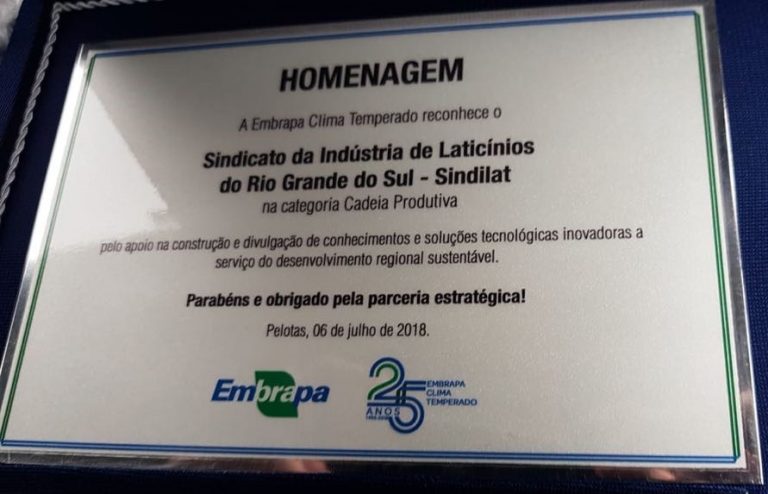 HOMENAGEM
A Embrapa Clima Temperado reconhece o
Sindicato da Indústria de Laticínios
do Rio Grande do Sul - Sindilat
na categoria Cadeia Produtiva
pelo apoio na construção e divulgação de conhecimentos e soluções tecnológicas inovadoras a
serviço do desenvolvimento regional sustentável.
Parabéns e obrigado pela parceria estratégica!
Pelotas, 06 de julho de 2018.
Embrapa
25
ANOS
EMBRAPA
CLIMA
TEMPERADO